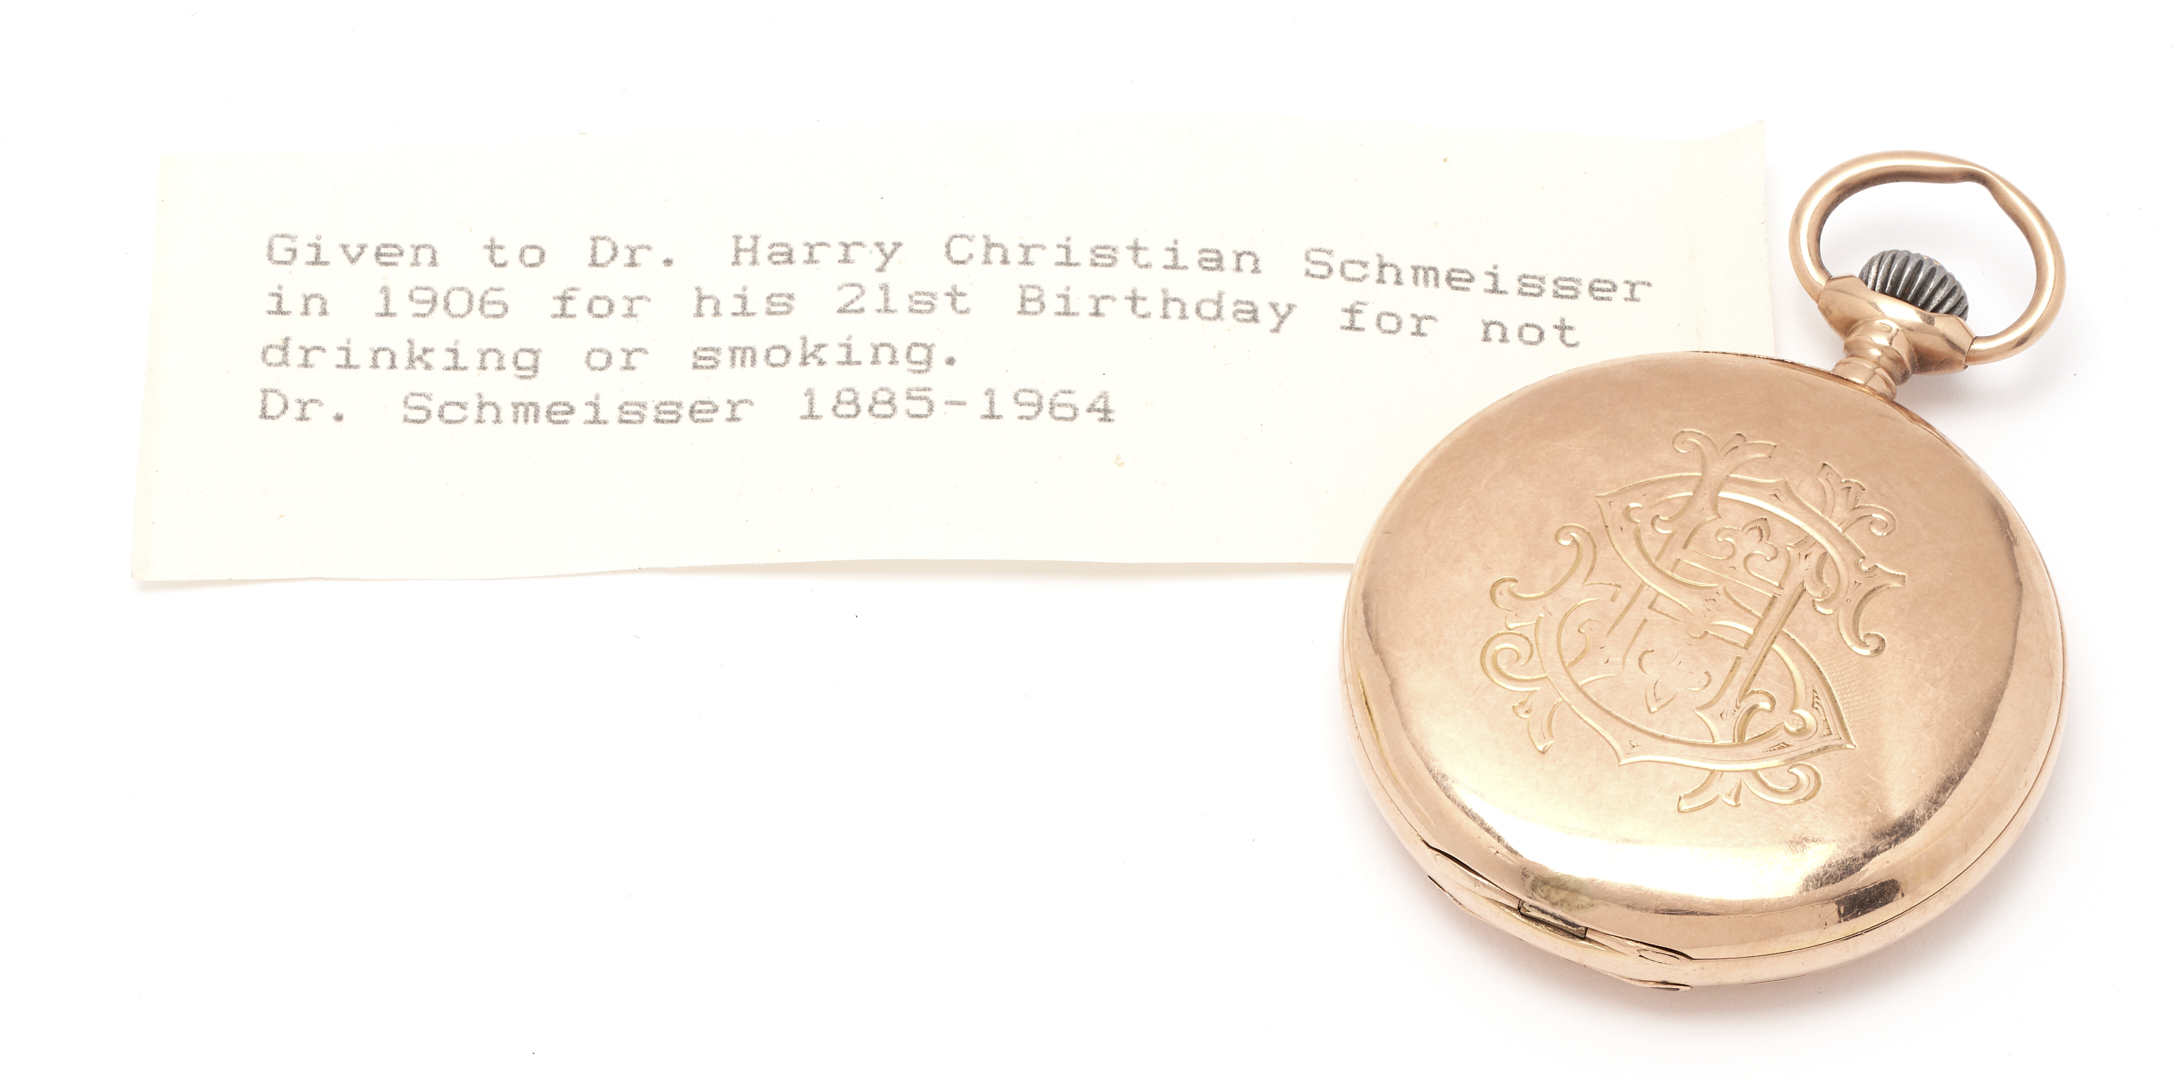 Given to Dr. Harry Christian Schmeisser
in 1906 for his 21st Birthday for not
drinking or smoking.
Dr. Schmeisser 1885-1964